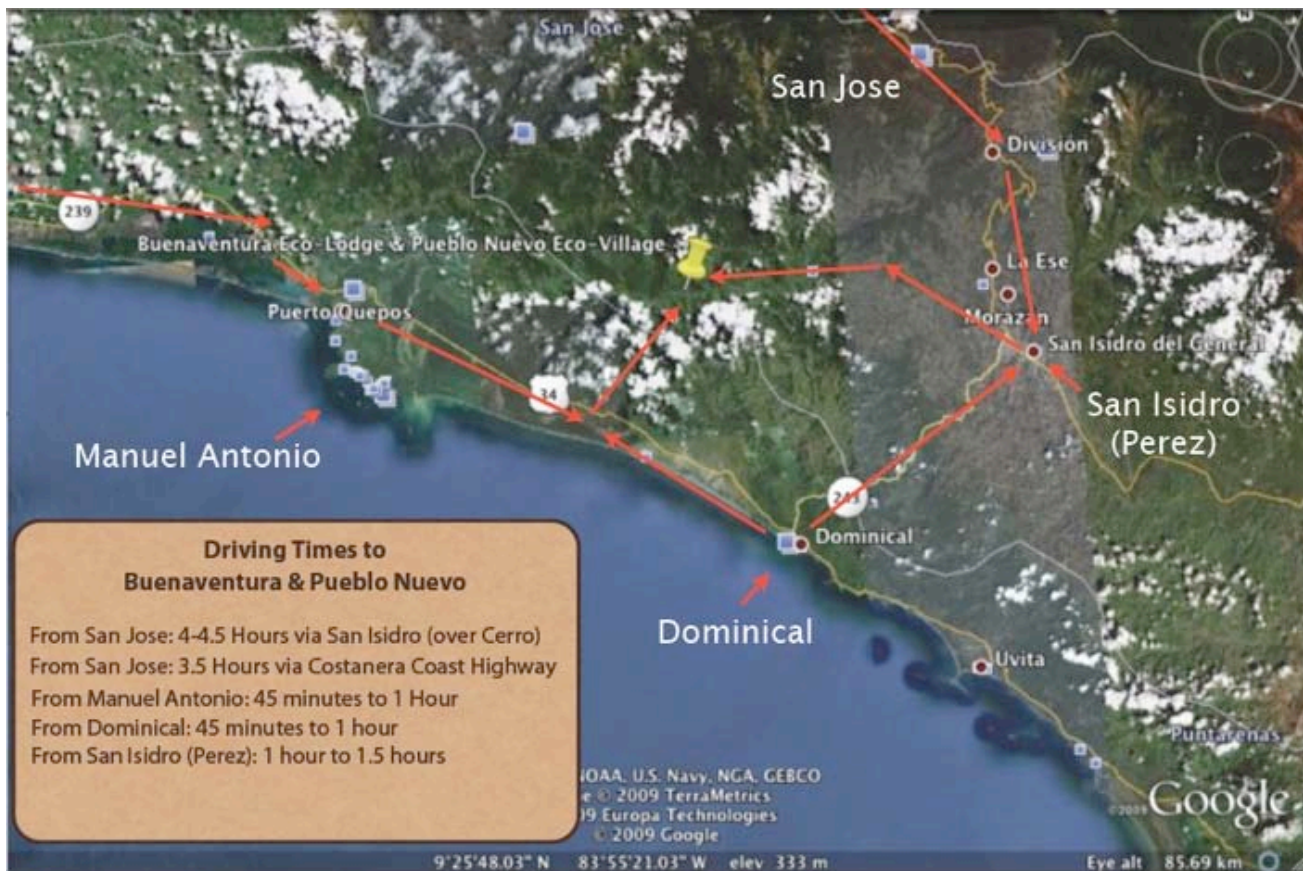 San Jose
N
San Jose
División
239
Buenaventura Eco-Lodge & Pueblo Nuevo Eco-Village
La Ese
Puerto Quepos
Morazan
San Isidro del General
34
San Isidro
(Perez)
Manuel Antonio
243
Dominical
Dominical
Uvita
Puntarenas
Driving Times to
Buenaventura & Pueblo Nuevo
From San Jose: 4-4.5 Hours via San Isidro (over Cerro)
From San Jose: 3.5 Hours via Costanera Coast Highway
From Manuel Antonio: 45 minutes to 1 Hour
From Dominical: 45 minutes to 1 hour
From San Isidro (Perez): 1 hour to 1.5 hours
NOAA, U.S. Navy, NGA, GEBCO
© 2009 TerraMetrics
Europa Technologies
© 2009 Google
©2009 Google
9°25'48.03" N 83°55'21.03" W elev 333 m
Eye alt 85.69 km